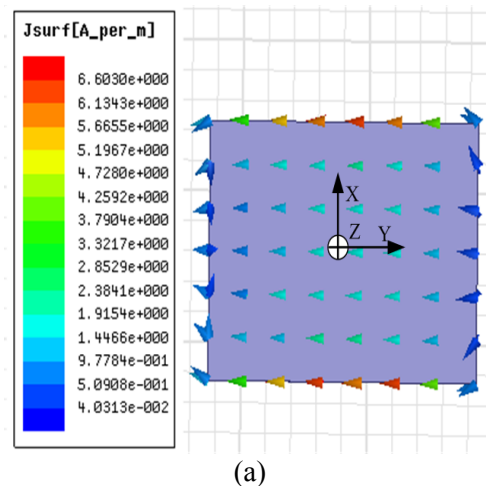 Jsurf[A_per_m]
6.6030e+000
6.1343e+000
5.6655e+000
5.1967e+000
4.7280e+000
4.2592e+000
3.7904e+000
3.3217e+000
2.8529e+000
2.3841e+000
1.9154e+000
1.4466e+000
9.7784e-001
5.0908e-001
4.0313e-002
X
Z Y
(a)